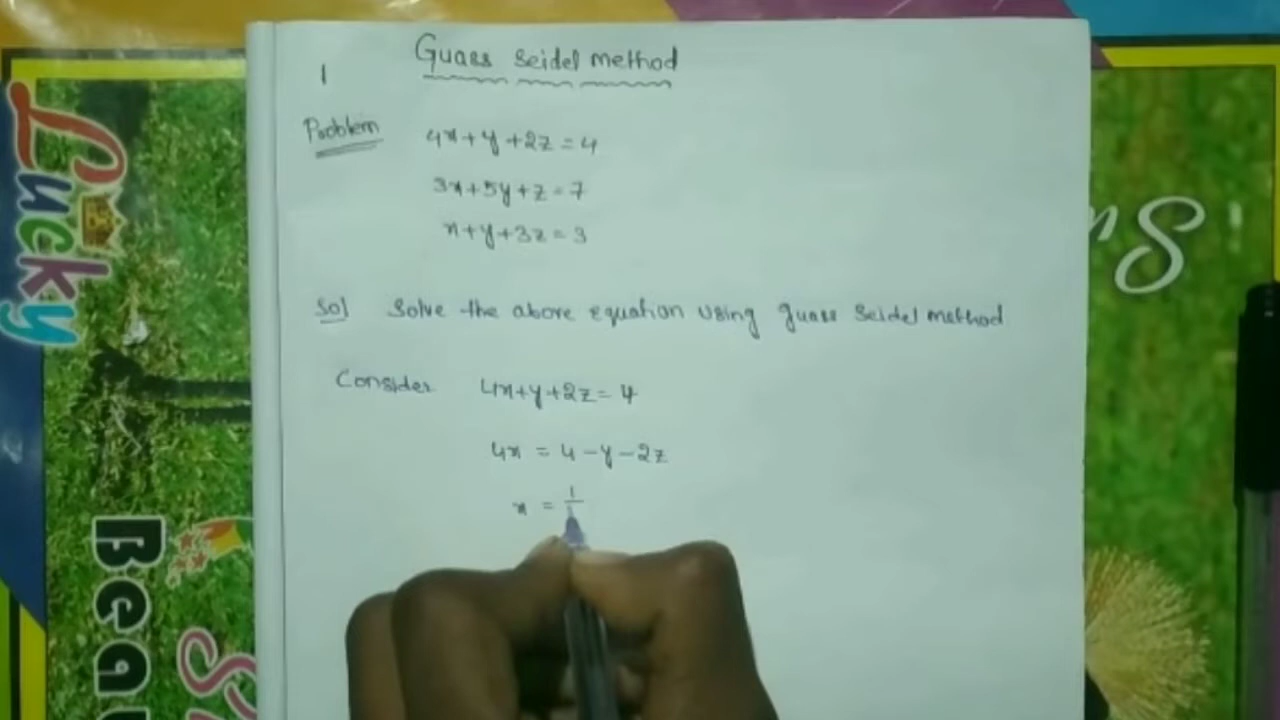 Guass Seidel method
1
Problem 4x+y+2z=4
3x+5y+z=7
x+y+3z=3
Sol Solve the above equation using guass Seidel method
Consider 4x+y+2z=4
4x = 4-y-2z
x = 1
Lucky
Bea
S